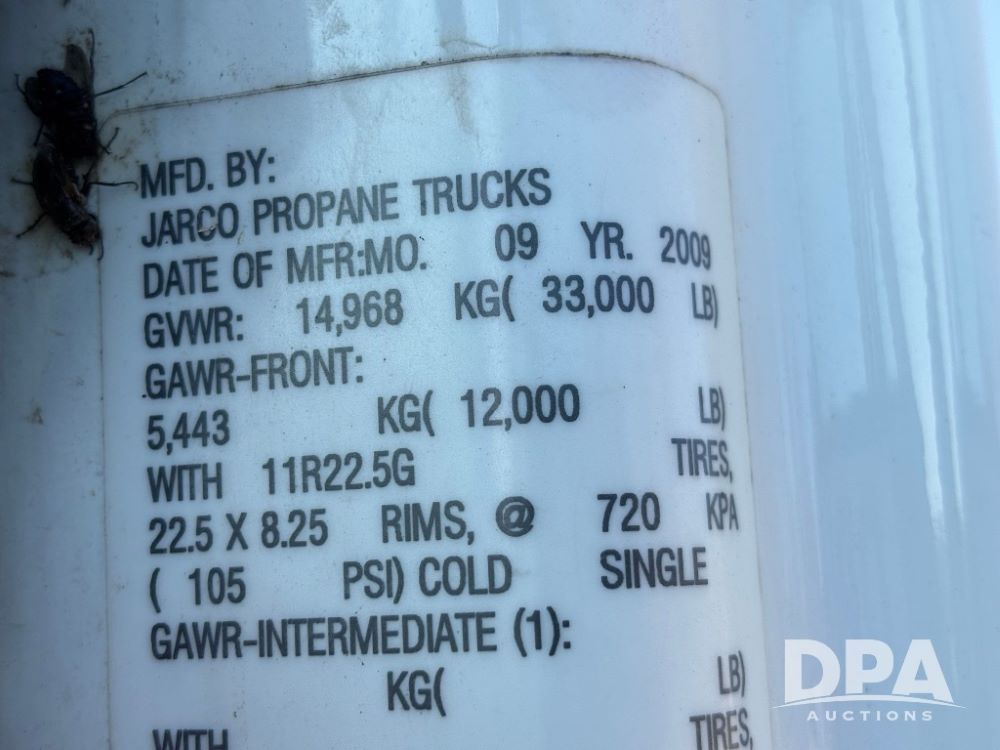 MFD. BY:
JARCO PROPANE TRUCKS
DATE OF MFR:MO. 09 YR. 2009
GVWR: 14,968 KG( 33,000 LB)
GAWR-FRONT:
5,443 KG( 12,000 LB)
WITH 11R22.5G TIRES,
22.5 X 8.25 RIMS, @ 720 KPA
( 105 PSI) COLD SINGLE
GAWR-INTERMEDIATE (1):
KG( LB)
WITH TIRES,
DPA
AUCTIONS